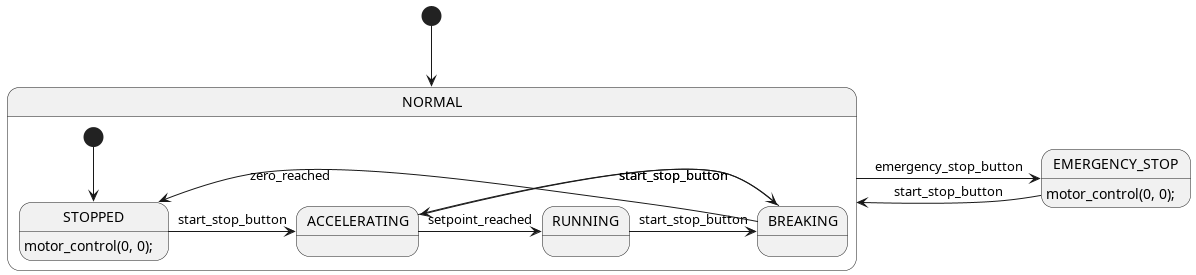 NORMAL
emergency_stop_button
EMERGENCY_STOP
zero_reached
start_stop_button
start_stop_button
motor_control(0, 0);
STOPPED
start_stop_button
ACCELERATING
setpoint_reached
RUNNING
start_stop_button
BREAKING
motor_control(0, 0);